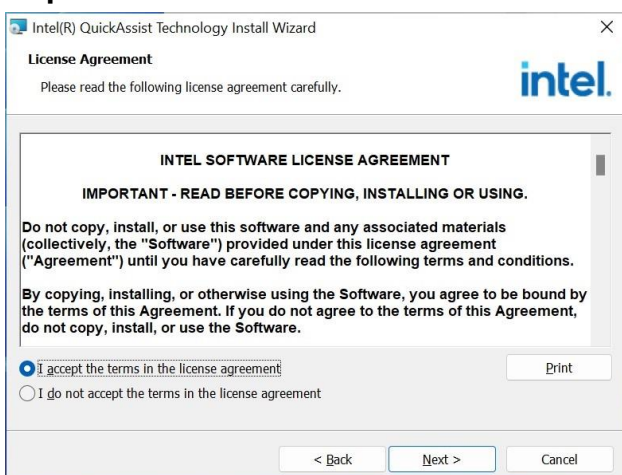 Intel(R) QuickAssist Technology Install Wizard
License Agreement
Please read the following license agreement carefully.
intel.
INTEL SOFTWARE LICENSE AGREEMENT
IMPORTANT - READ BEFORE COPYING, INSTALLING OR USING.
Do not copy, install, or use this software and any associated materials
(collectively, the "Software") provided under this license agreement
("Agreement") until you have carefully read the following terms and conditions.
By copying, installing, or otherwise using the Software, you agree to be bound by
the terms of this Agreement. If you do not agree to the terms of this Agreement,
do not copy, install, or use the Software.
I accept the terms in the license agreement
Print
I do not accept the terms in the license agreement
< Back
Next >
Cancel